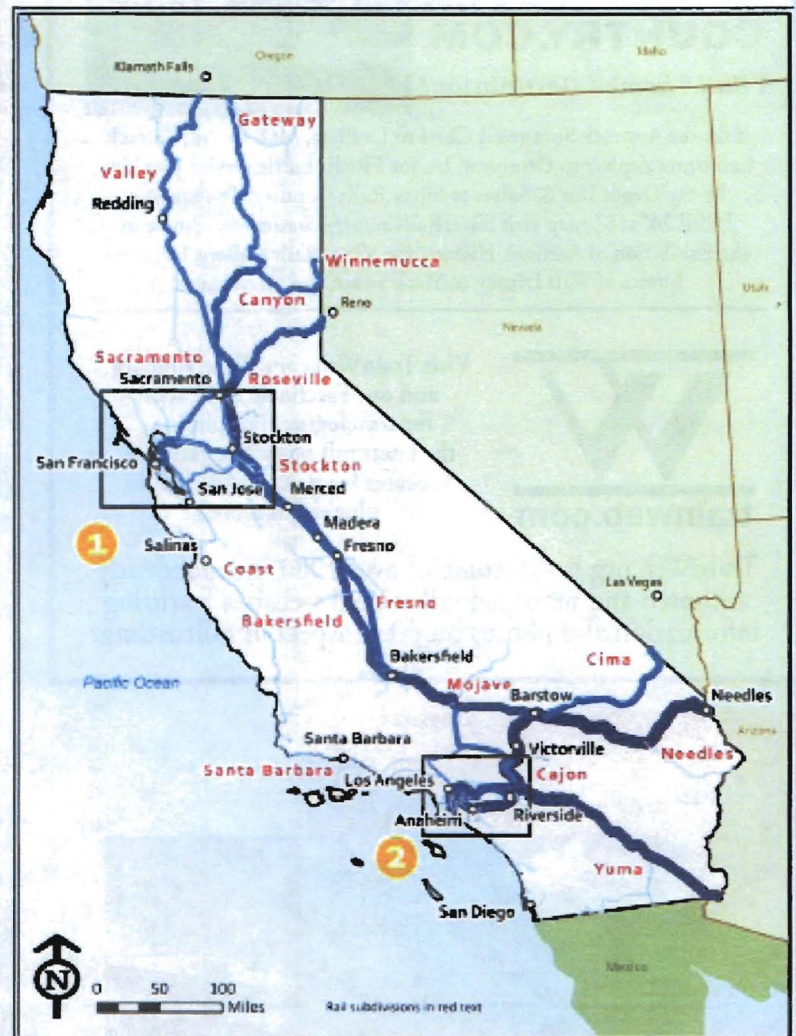 Klamath Falls
Oregon
Idaho
Gateway
Valley
Redding
Winnemucca
Canyon
Reno
Utah
Nevada
Sacramento
Sacramento
Roseville
Stockton
San Francisco
Stockton
San Jose
Merced
1
Madera
Salinas
Fresno
Coast
Las Vegas
Fresno
Bakersfield
Bakersfield
Cima
Pacific Ocean
Mojave
Barstow
Needles
Arizona
Santa Barbara
Victorville
Needles
Santa Barbara
Los Angeles
Cajon
Anaheim
Riverside
2
Yuma
San Diego
N
0 50 100
Miles
Rail subdivisions in red text
Mexico